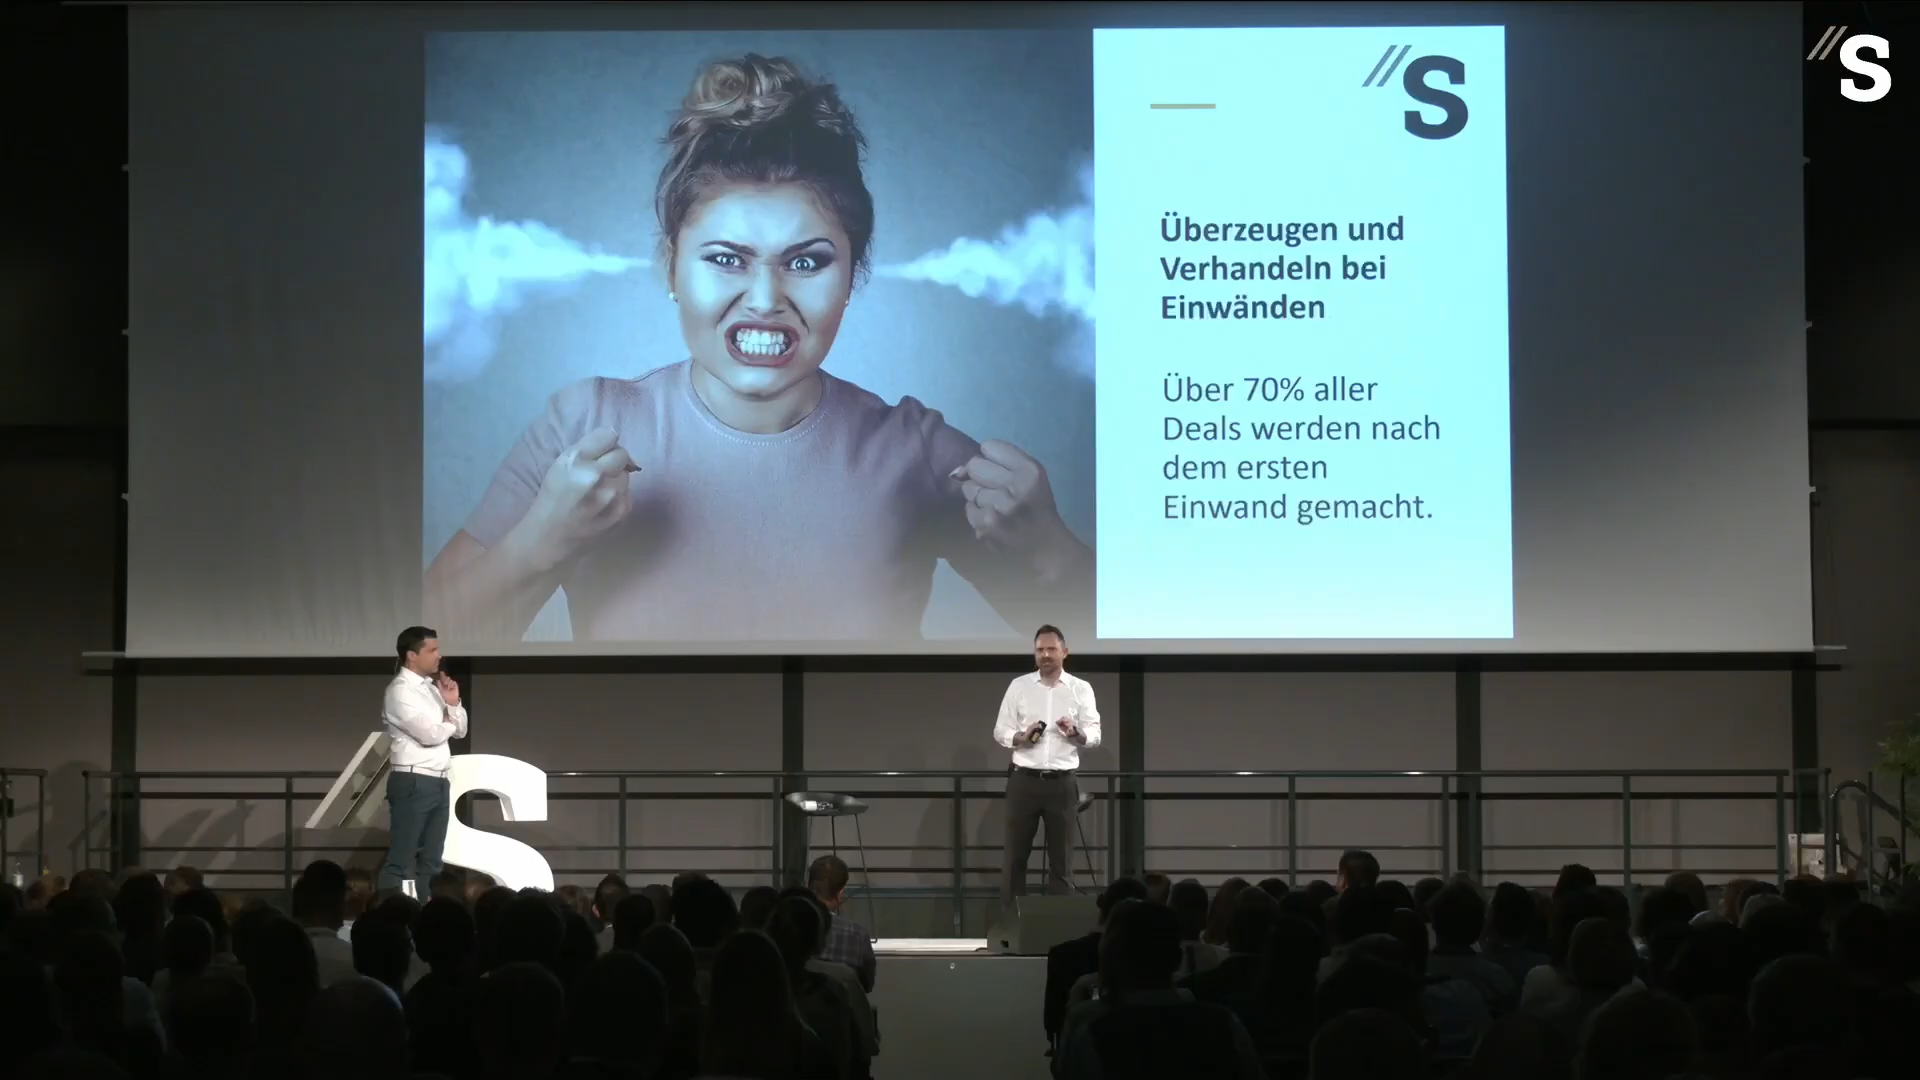 //S
//S
Überzeugen und
Verhandeln bei
Einwänden
Über 70% aller
Deals werden nach
dem ersten
Einwand gemacht.
S